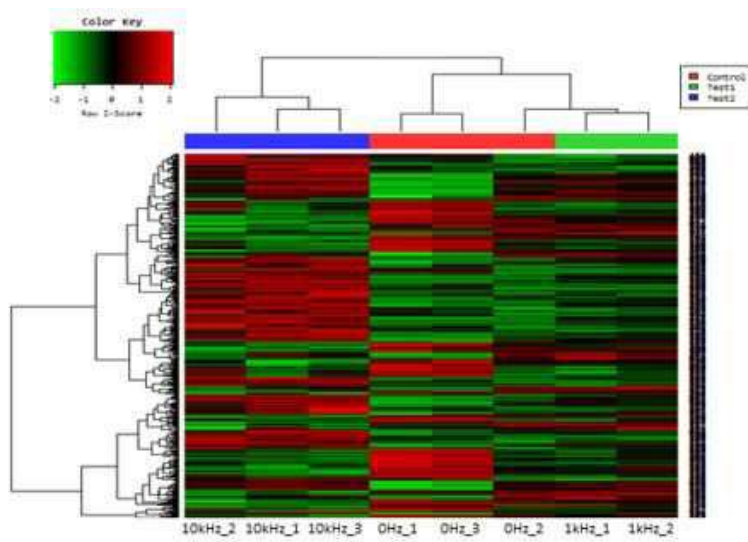 Color Key
-2 -1 0 1 2
Row Z-Score
Control
Test1
Test2
10kHz_2 10kHz_1 10kHz_3 0Hz_1 0Hz_3 0Hz_2 1kHz_1 1kHz_2